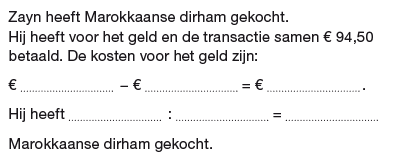 Zayn heeft Marokkaanse dirham gekocht.
Hij heeft voor het geld en de transactie samen € 94,50
betaald. De kosten voor het geld zijn:
€ ........................ – € ........................ = € ........................ .
Hij heeft ........................ : ........................ = ........................
Marokkaanse dirham gekocht.